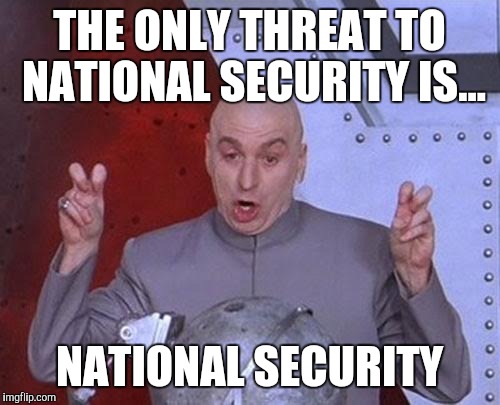 THE ONLY THREAT TO
NATIONAL SECURITY IS...
NATIONAL SECURITY
imgflip.com